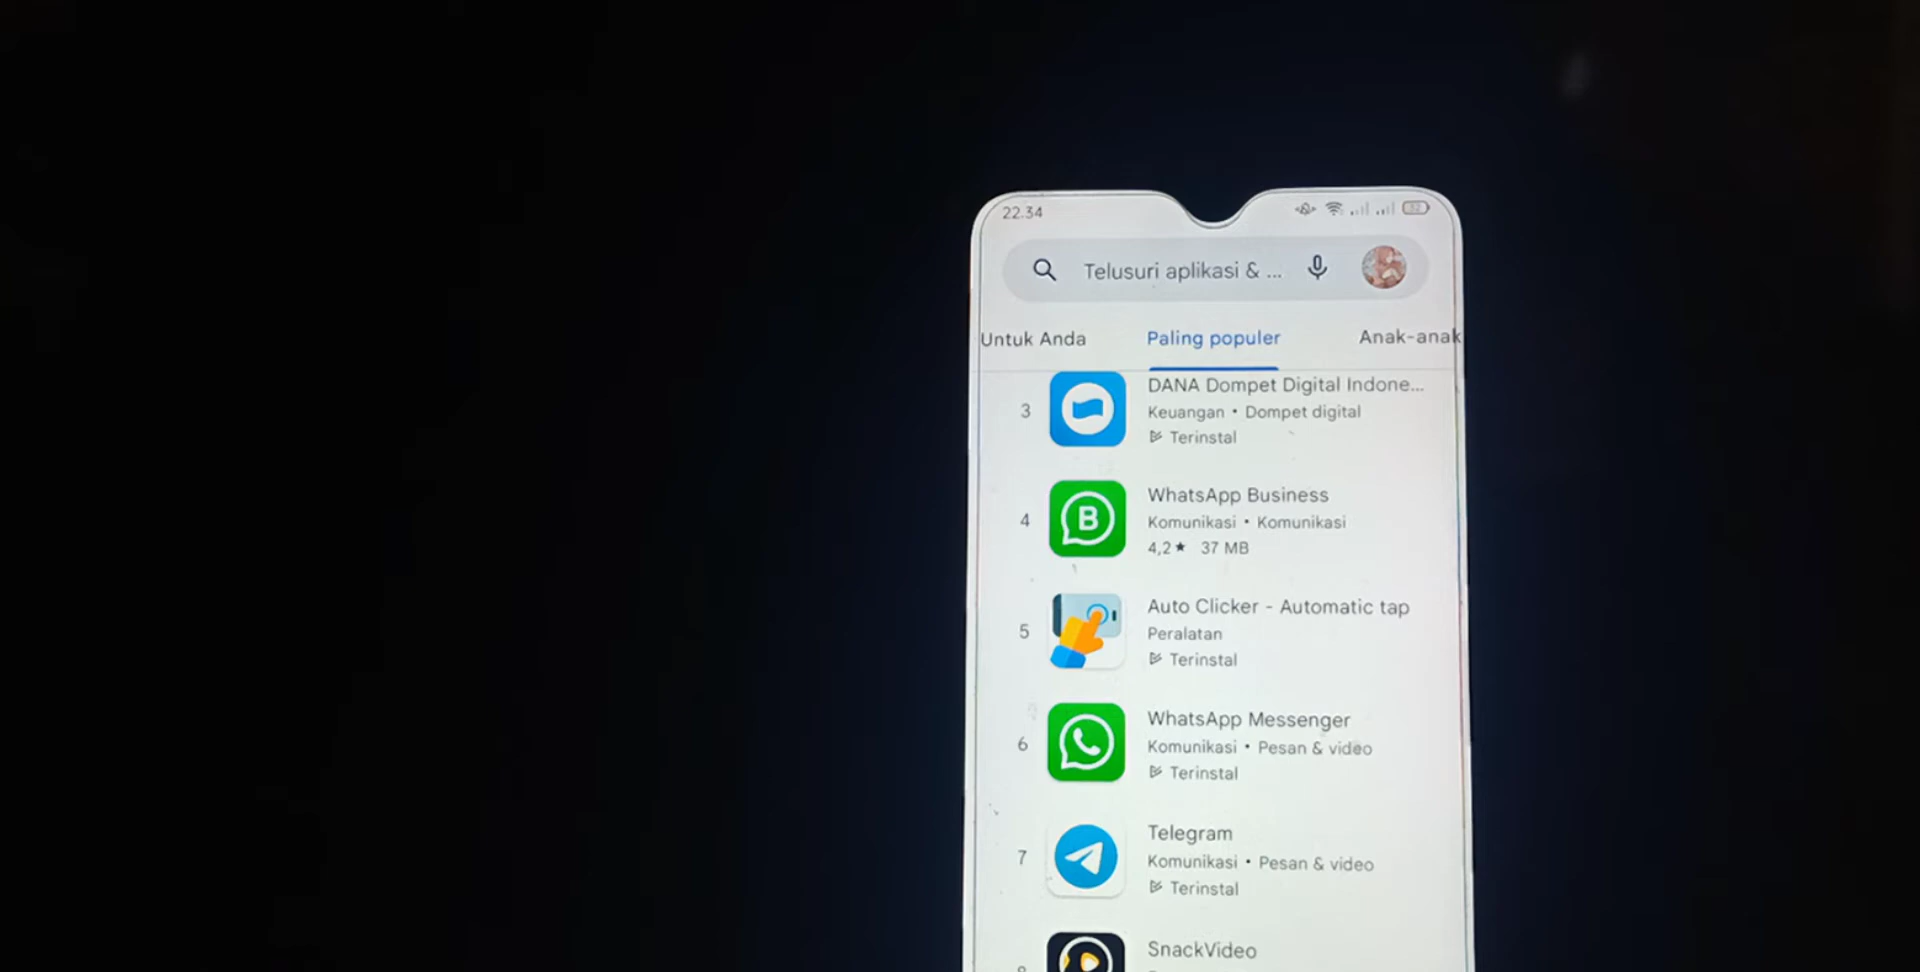 22.34
Telusuri aplikasi & ...
Untuk Anda
Paling populer
Anak-anak
3
DANA Dompet Digital Indone...
Keuangan • Dompet digital
Terinstal
4
B
WhatsApp Business
Komunikasi • Komunikasi
4,2★ 37 MB
5
Auto Clicker - Automatic tap
Peralatan
Terinstal
6
WhatsApp Messenger
Komunikasi • Pesan & video
Terinstal
7
Telegram
Komunikasi • Pesan & video
Terinstal
SnackVideo